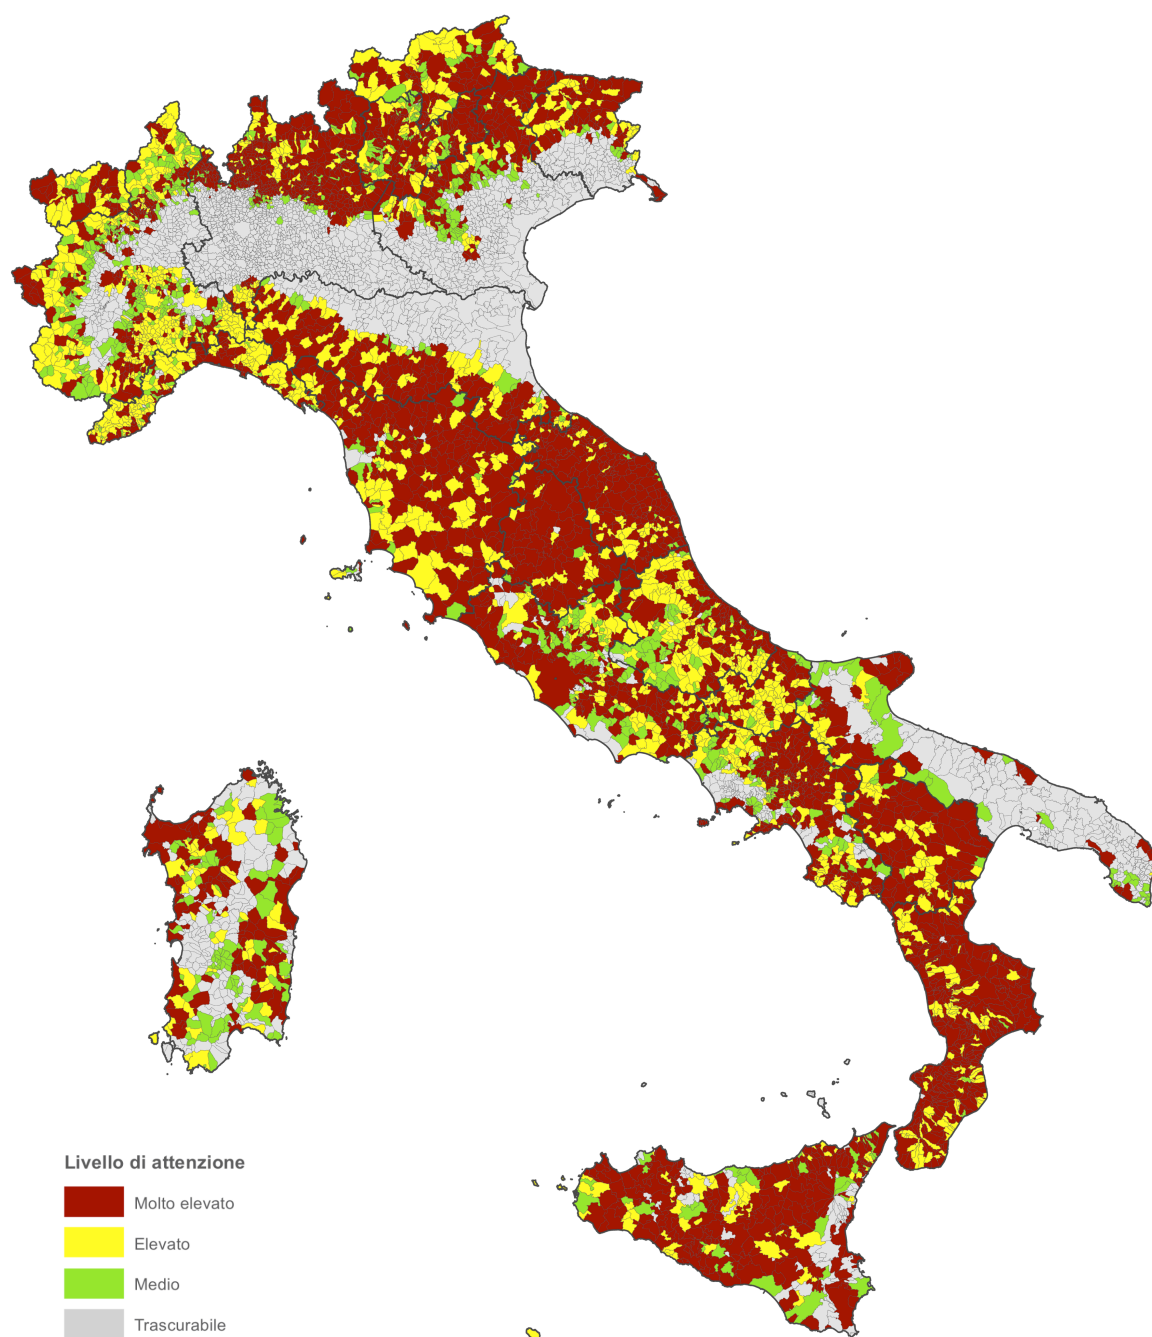 Livello di attenzione
Molto elevato
Elevato
Medio
Trascurabile